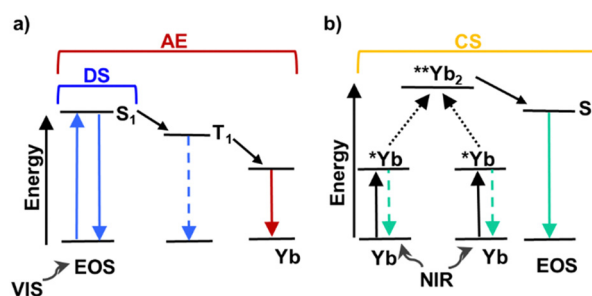 a)
AE
DS
S1
T1
Energy
EOS
Yb
VIS
b)
CS
**Yb2
S
*Yb
*Yb
Energy
Yb
NIR
Yb
EOS